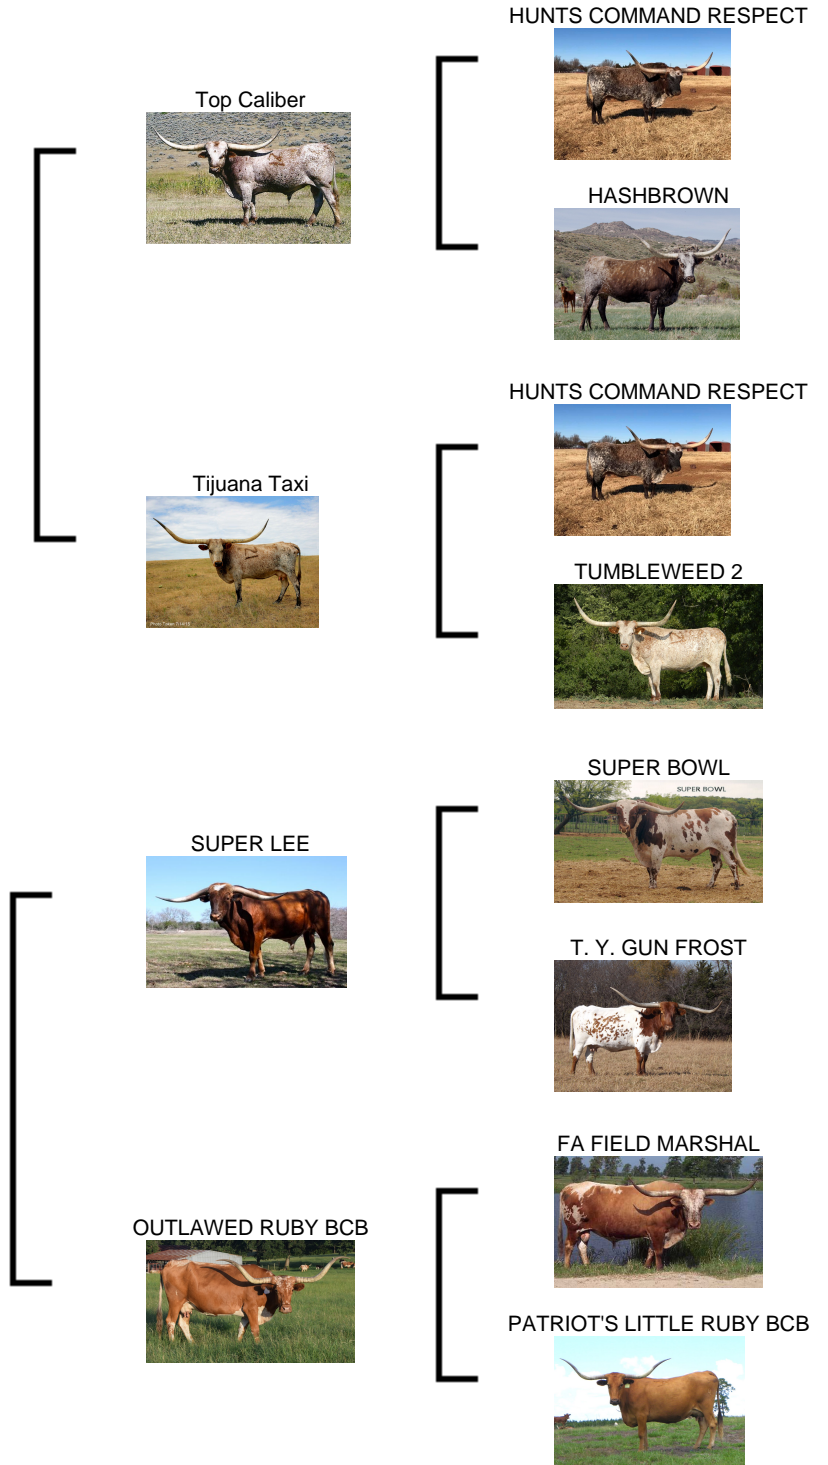 HUNTS COMMAND RESPECT
Top Caliber
HASHBROWN
HUNTS COMMAND RESPECT
Tijuana Taxi
TUMBLEWEED 2
SUPER BOWL
SUPER BOWL
SUPER LEE
T. Y. GUN FROST
FA FIELD MARSHAL
OUTLAWED RUBY BCB
PATRIOT'S LITTLE RUBY BCB